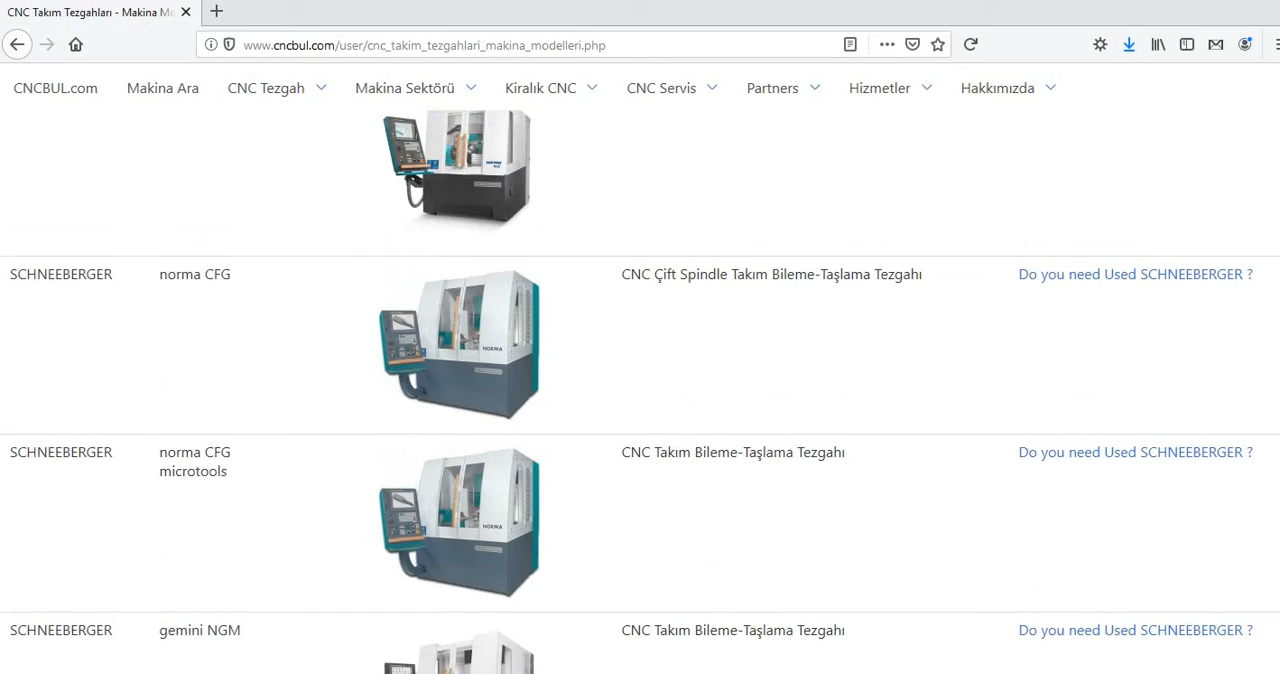 CNC Takım Tezgahları - Makina Mo
www.cncbul.com/user/cnc_takim_tezgahlari_makina_modelleri.php
CNCBUL.com Makina Ara CNC Tezgah Makina Sektörü Kiralık CNC CNC Servis Partners Hizmetler Hakkımızda
SCHNEEBERGER norma CFG CNC Çift Spindle Takım Bileme-Taşlama Tezgahı Do you need Used SCHNEEBERGER ?
NORMA
SCHNEEBERGER norma CFG CNC Takım Bileme-Taşlama Tezgahı Do you need Used SCHNEEBERGER ?
microtools
NORMA
SCHNEEBERGER gemini NGM CNC Takım Bileme-Taşlama Tezgahı Do you need Used SCHNEEBERGER ?